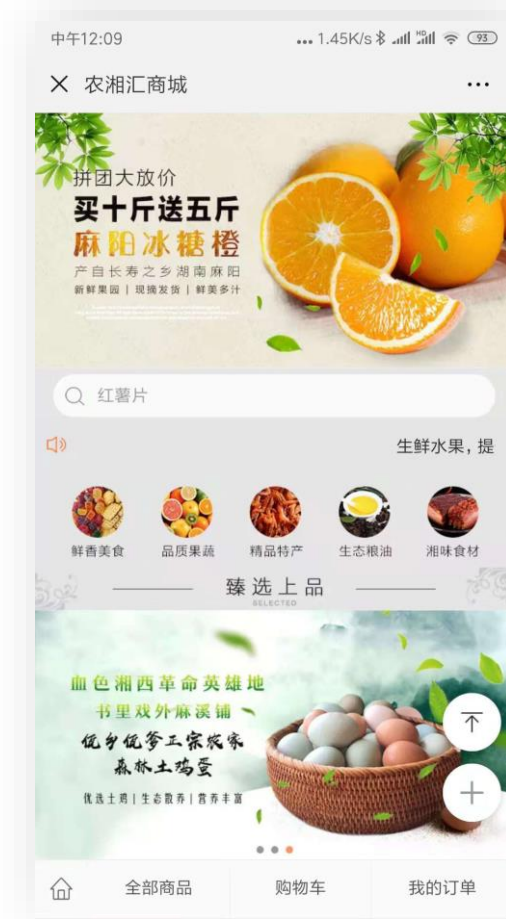 中午12:09
... 1.45K/s
HD
93
农湘汇商城
拼团大放价
买十斤送五斤
麻阳冰糖橙
产自长寿之乡湖南麻阳
新鲜果园 | 现摘发货 | 鲜美多汁
红薯片
生鲜水果，提
鲜香美食
品质果蔬
精品特产
生态粮油
湘味食材
臻选上品
SELECTED
血色湘西革命英雄地
书里戏外麻溪铺
优乡优爹正宗农家
森林土鸡蛋
优选土鸡 | 生态散养 | 营养丰富
全部商品
购物车
我的订单